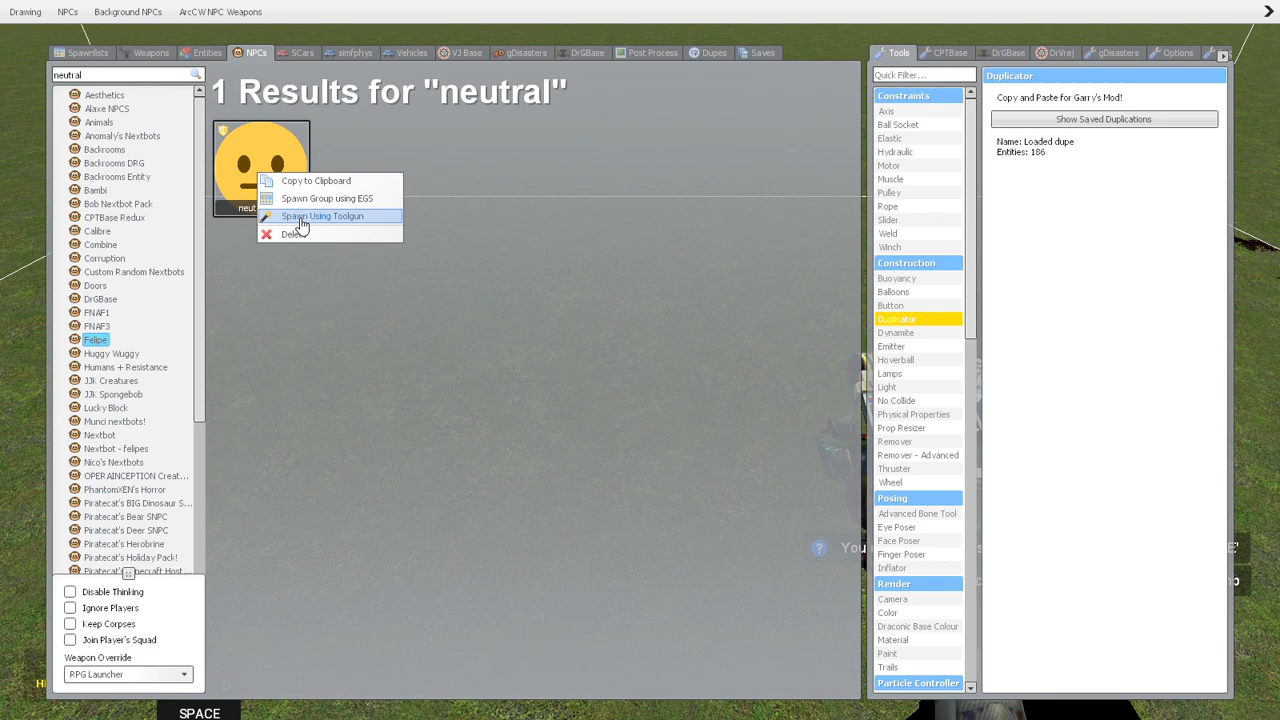 Drawing NPCs Background NPCs ArcCW NPC Weapons
Spawnlists Weapons Entities NPCs SCars simfphys Vehicles VJ Base gDisasters DrGBase Post Process Dupes Saves
neutral
Aesthetics
Alaxe NPCS
Animals
Anomaly's Nextbots
Backrooms
Backrooms DRG
Backrooms Entity
Bambi
Bob Nextbot Pack
CPTBase Redux
Calibre
Combine
Corruption
Custom Random Nextbots
Doors
DrGBase
FNAF1
FNAF3
Felipe
Huggy Wuggy
Humans + Resistance
JJK Creatures
JJK Spongebob
Lucky Block
Munci nextbots!
Nextbot
Nextbot - felipes
Nico's Nextbots
OPERAINCEPTION Creat...
PhantomXEN's Horror
Piratecat's BIG Dinosaur S...
Piratecat's Bear SNPC
Piratecat's Deer SNPC
Piratecat's Herobrine
Piratecat's Holiday Pack!
Disable Thinking
Ignore Players
Keep Corpses
Join Player's Squad
Weapon Override
RPG Launcher
1 Results for "neutral"
Copy to Clipboard
Spawn Group using EGS
Spawn Using Toolgun
Tools CPTBase DrGBase DrVrej gDisasters Options
Quick Filter...
Constraints
Axis
Ball Socket
Elastic
Hydraulic
Motor
Muscle
Pulley
Rope
Slider
Weld
Winch
Construction
Buoyancy
Balloons
Button
Duplicator
Dynamite
Emitter
Hoverball
Lamps
Light
No Collide
Physical Properties
Prop Resizer
Remover
Remover - Advanced
Thruster
Wheel
Posing
Advanced Bone Tool
Eye Poser
Face Poser
Finger Poser
Inflator
Render
Camera
Color
Draconic Base Colour
Material
Paint
Trails
Particle Controller
Duplicator
Copy and Paste for Garry's Mod!
Show Saved Duplications
Name: Loaded dupe
Entities: 186
SPACE